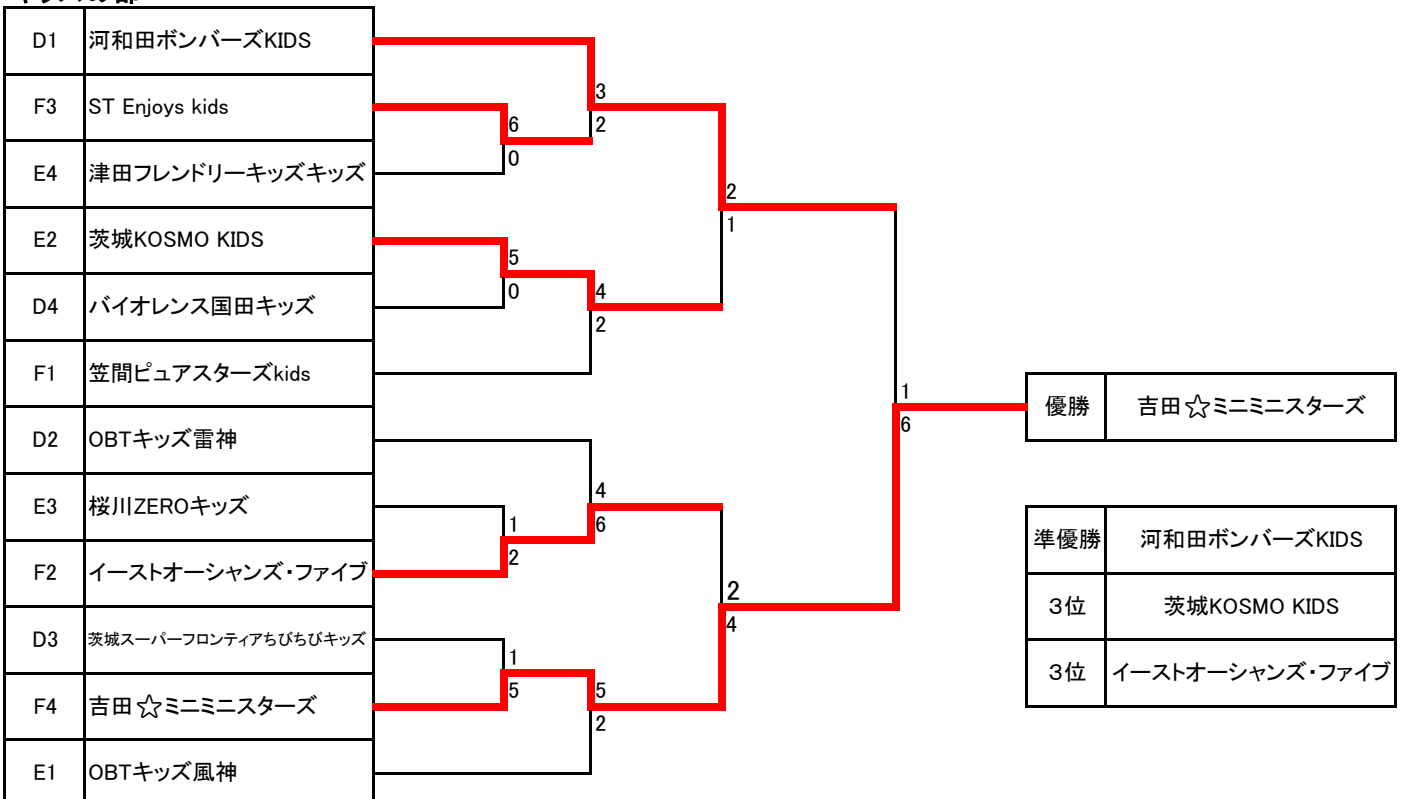 D1 河和田ボンバーズKIDS
F3 ST Enjoys kids
E4 津田フレンドリーキッズキッズ
E2 茨城KOSMO KIDS
D4 バイオレンス国田キッズ
F1 笠間ピュアスターズkids
D2 OBTキッズ雷神
E3 桜川ZEROキッズ
F2 イーストオーシャンズ・ファイブ
D3 茨城スーパーフロンティアちびちびキッズ
F4 吉田☆ミニミニスターズ
E1 OBTキッズ風神
6
0
5
0
1
2
1
5
3
2
4
2
4
6
5
2
2
1
2
4
1
6
優勝 吉田☆ミニミニスターズ
準優勝 河和田ボンバーズKIDS
3位 茨城KOSMO KIDS
3位 イーストオーシャンズ・ファイブ